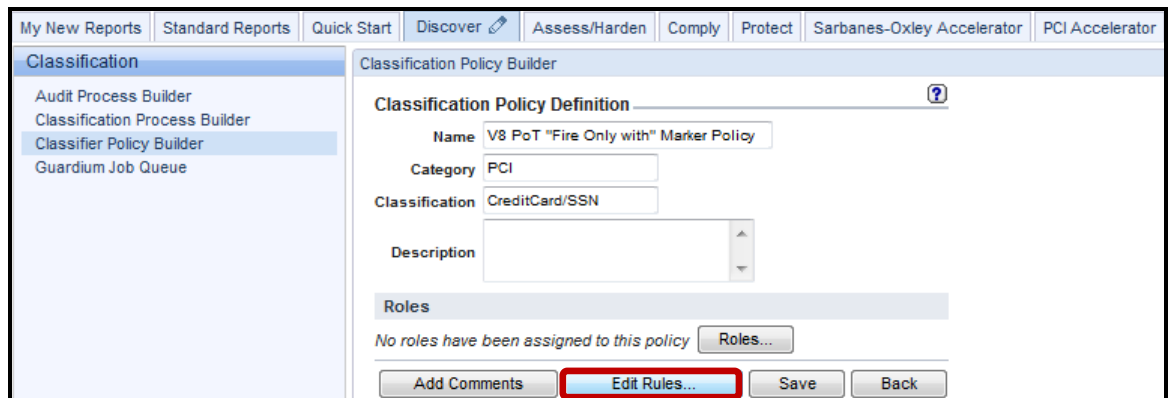 My New Reports Standard Reports Quick Start Discover Assess/Harden Comply Protect Sarbanes-Oxley Accelerator PCI Accelerator
Classification
Audit Process Builder
Classification Process Builder
Classifier Policy Builder
Guardium Job Queue
Classification Policy Builder
Classification Policy Definition ?
Name V8 PoT "Fire Only with" Marker Policy
Category PCI
Classification CreditCard/SSN
Description
Roles
No roles have been assigned to this policy Roles...
Add Comments Edit Rules... Save Back